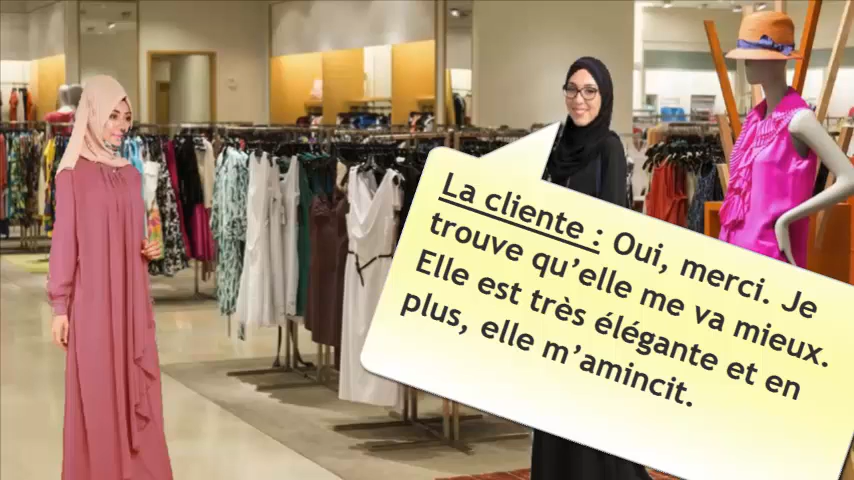 La cliente : Oui, merci. Je
trouve qu’elle me va mieux.
Elle est très élégante et en
plus, elle m’amincit.